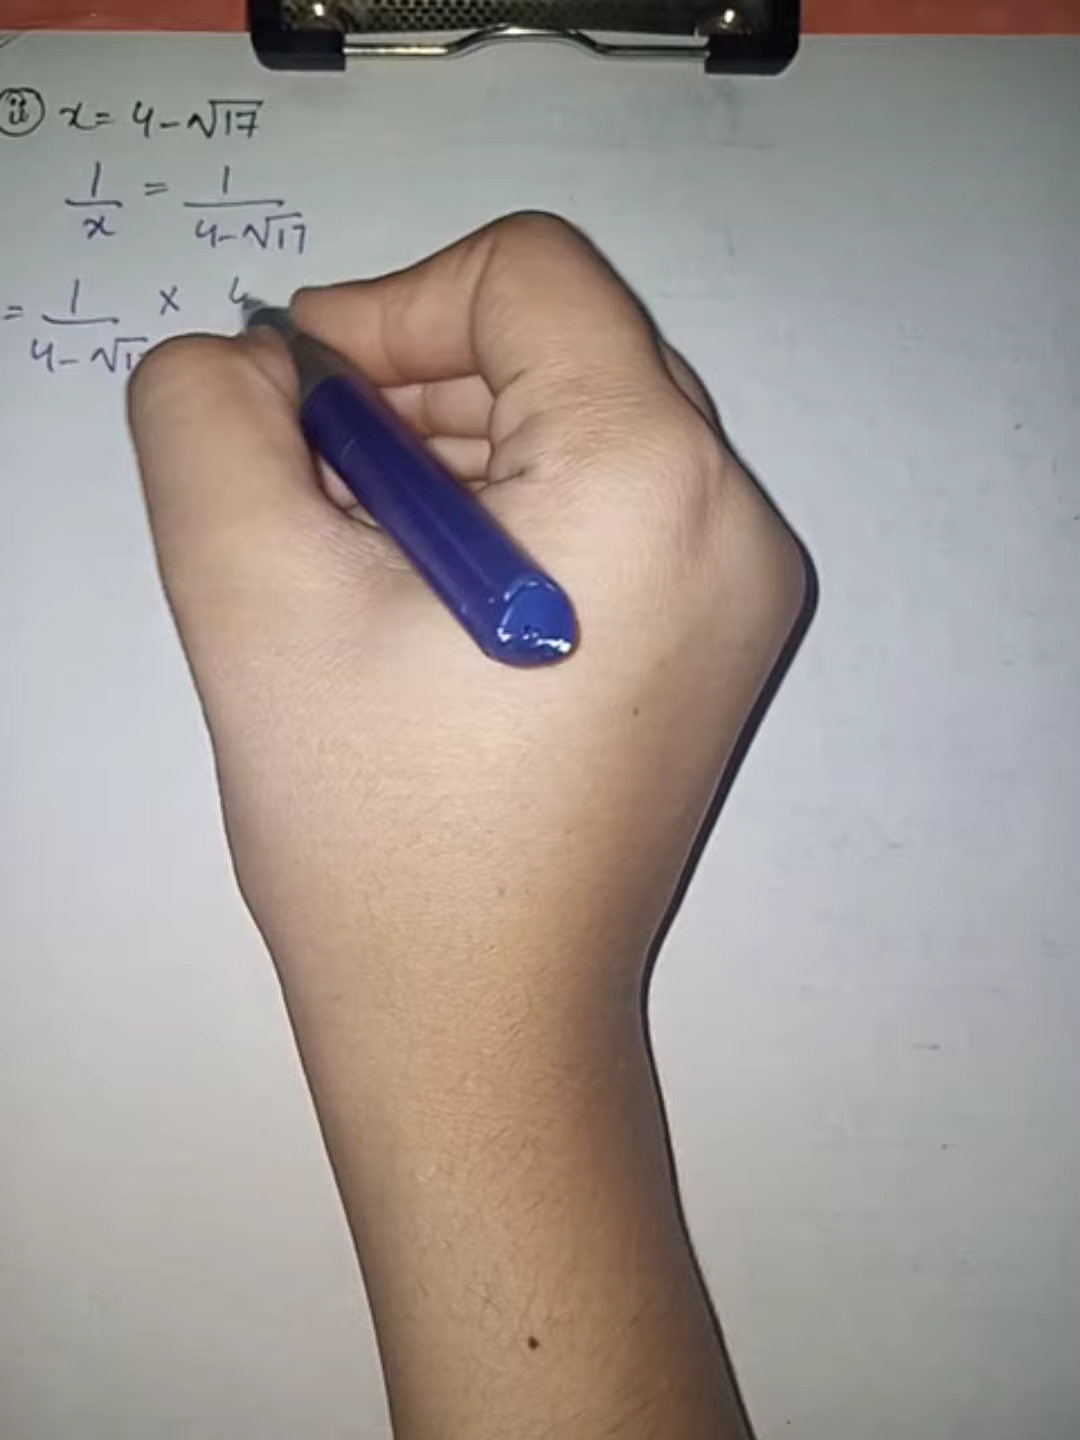 ii x = 4 - √17
1/x = 1/(4 - √17)
= 1/(4 - √1 × 4